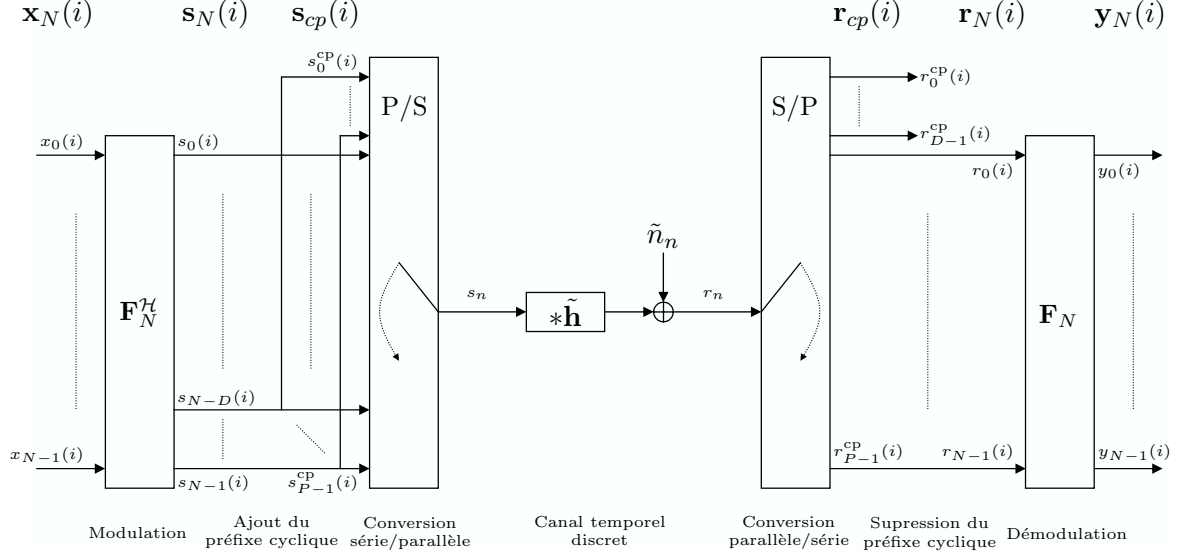 𝐱_N(i) 𝐬_N(i) 𝐬_cp(i) 𝐫_cp(i) 𝐫_N(i) 𝐲_N(i)
s_0^cp(i)
r_0^cp(i)
P/S
S/P
x_0(i)
s_0(i)
r_{D−1}^cp(i)
r_0(i)
y_0(i)
ñ_n
𝐅_N^ℋ
s_n
∗𝐡̃
r_n
𝐅_N
s_{N−D}(i)
x_{N−1}(i)
s_{N−1}(i)
s_{P−1}^cp(i)
r_{P−1}^cp(i)
r_{N−1}(i)
y_{N−1}(i)
Modulation
Ajout du
préfixe cyclique
Conversion
série/parallèle
Canal temporel
discret
Conversion
parallèle/série
Supression du
préfixe cyclique
Démodulation